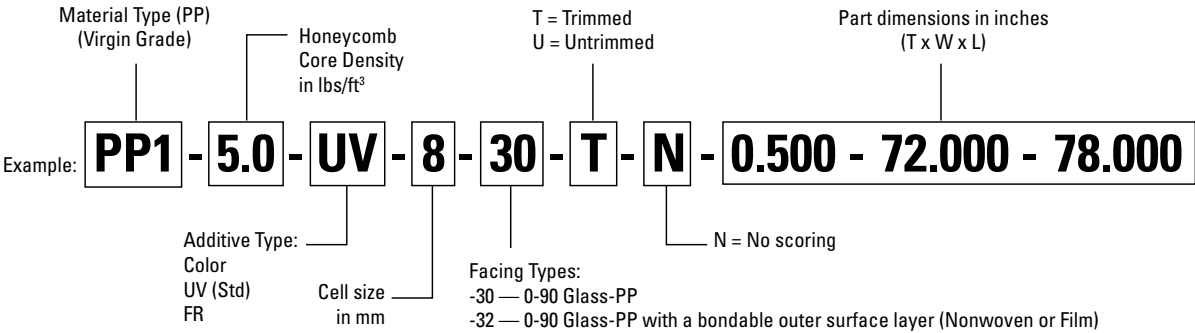 Material Type (PP)
(Virgin Grade)
Honeycomb
Core Density
in lbs/ft³
T = Trimmed
U = Untrimmed
Part dimensions in inches
(T x W x L)
Example: PP1 - 5.0 - UV - 8 - 30 - T - N - 0.500 - 72.000 - 78.000
Additive Type:
Color
UV (Std)
FR
Cell size
in mm
Facing Types:
-30 — 0-90 Glass-PP
-32 — 0-90 Glass-PP with a bondable outer surface layer (Nonwoven or Film)
N = No scoring